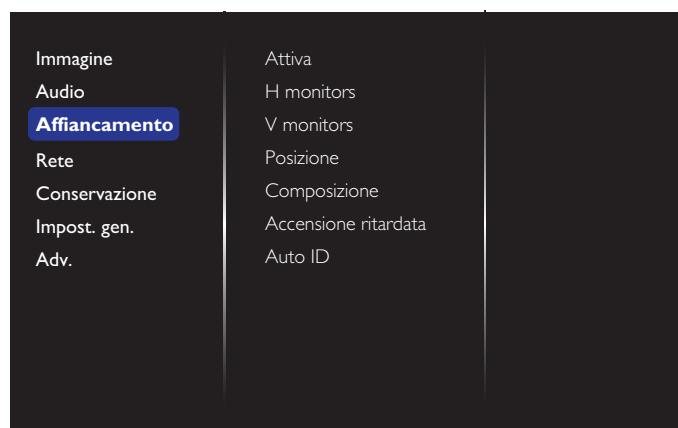 Immagine
Audio
Affiancamento
Rete
Conservazione
Impost. gen.
Adv.
Attiva
H monitors
V monitors
Posizione
Composizione
Accensione ritardata
Auto ID